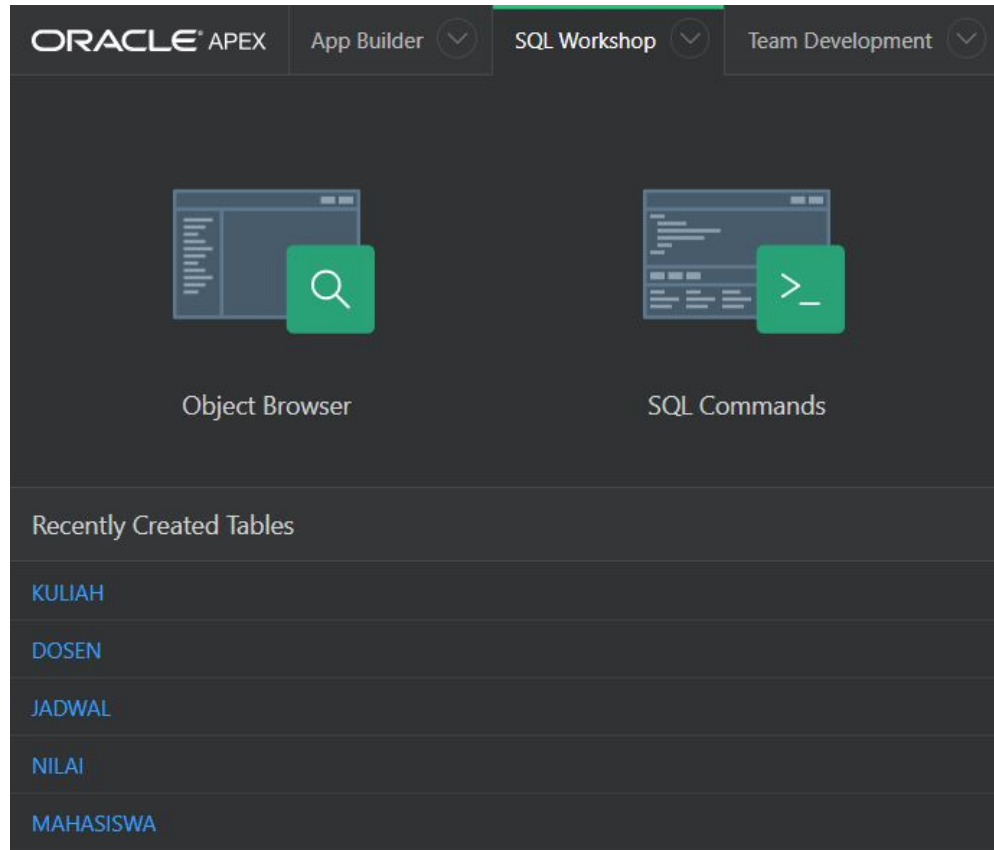 ORACLE® APEX App Builder SQL Workshop Team Development
>_
Object Browser SQL Commands
Recently Created Tables
KULIAH
DOSEN
JADWAL
NILAI
MAHASISWA